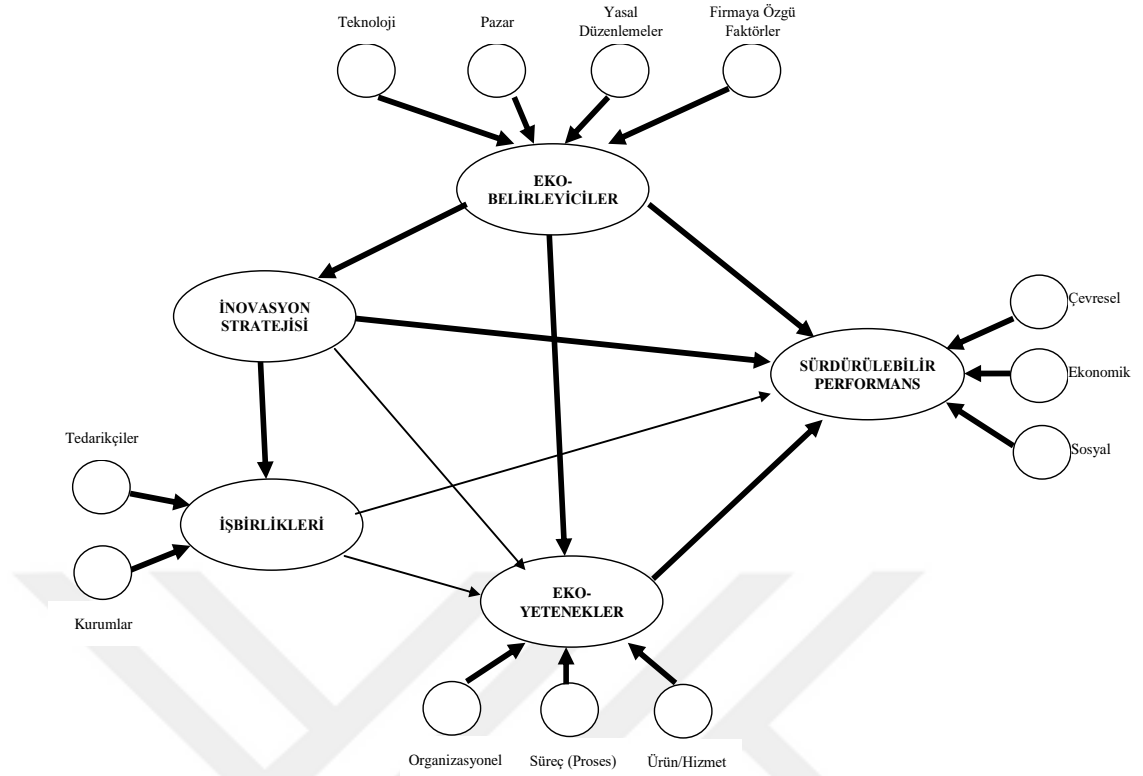 Teknoloji
Pazar
Yasal
Düzenlemeler
Firmaya Özgü
Faktörler
EKO-
BELİRLEYİCİLER
İNOVASYON
STRATEJİSİ
Çevresel
SÜRDÜRÜLEBİLİR
PERFORMANS
Ekonomik
Sosyal
Tedarikçiler
İŞBİRLİKLERİ
Kurumlar
EKO-
YETENEKLER
Organizasyonel
Süreç (Proses)
Ürün/Hizmet